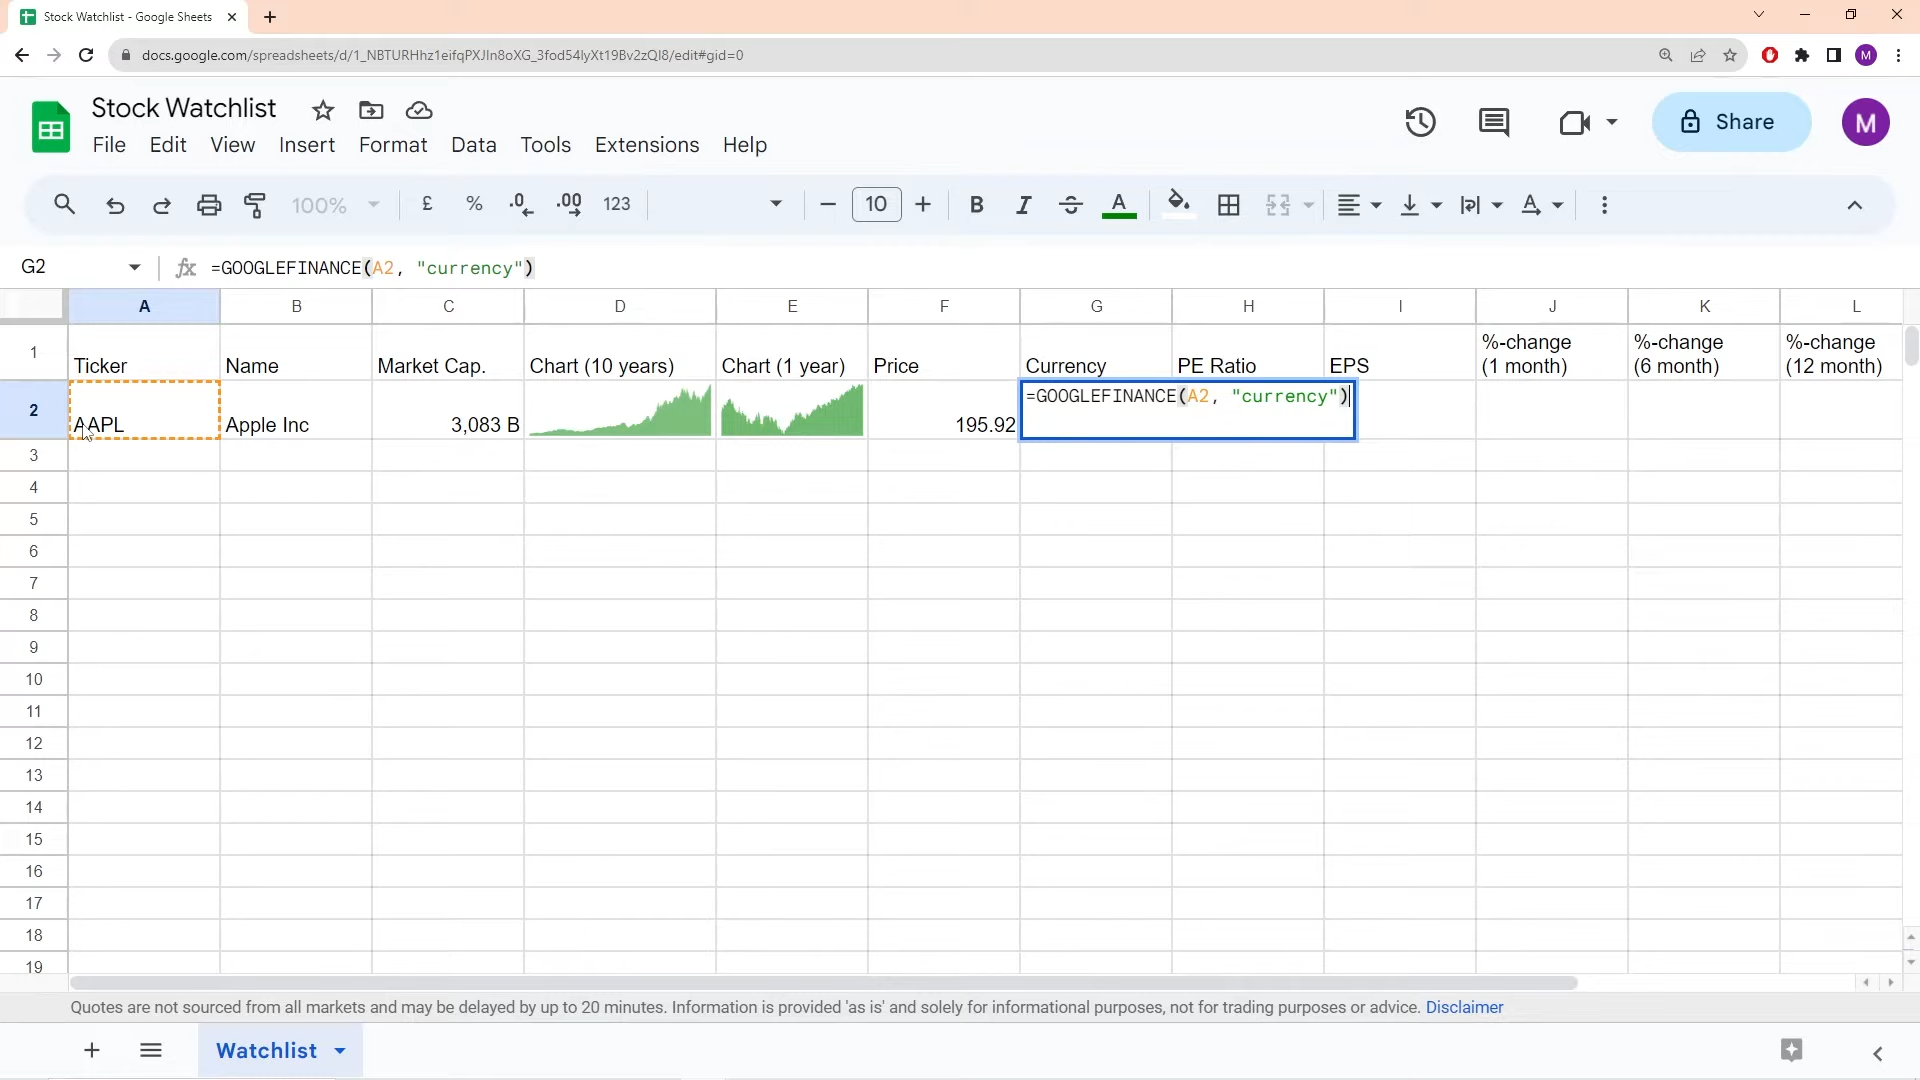 Stock Watchlist - Google Sheets
docs.google.com/spreadsheets/d/1_NBTURHhz1eifqPXJIn8oXG_3fod54lyXt19Bv2zQI8/edit#gid=0
M
Stock Watchlist
File Edit View Insert Format Data Tools Extensions Help
Share
M
100% £ % .0 .00 123 10 B I S A
G2 fx =GOOGLEFINANCE(A2, "currency")
A B C D E F G H I J K L
1 Ticker Name Market Cap. Chart (10 years) Chart (1 year) Price Currency PE Ratio EPS %-change (1 month) %-change (6 month) %-change (12 month)
2 AAPL Apple Inc 3,083 B 195.92 =GOOGLEFINANCE(A2, "currency")
3
4
5
6
7
8
9
10
11
12
13
14
15
16
17
18
19
Quotes are not sourced from all markets and may be delayed by up to 20 minutes. Information is provided 'as is' and solely for informational purposes, not for trading purposes or advice. Disclaimer
Watchlist